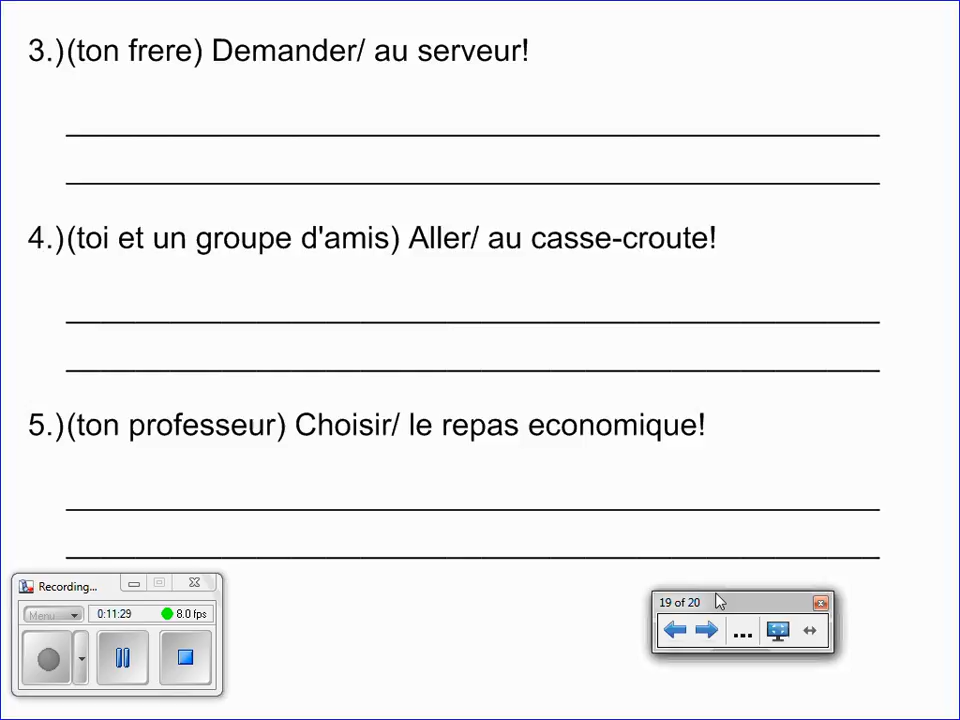 3.)(ton frere) Demander/ au serveur!
4.)(toi et un groupe d'amis) Aller/ au casse-croute!
5.)(ton professeur) Choisir/ le repas economique!
Recording...
Menu
0:11:29
8.0 fps
19 of 20
...